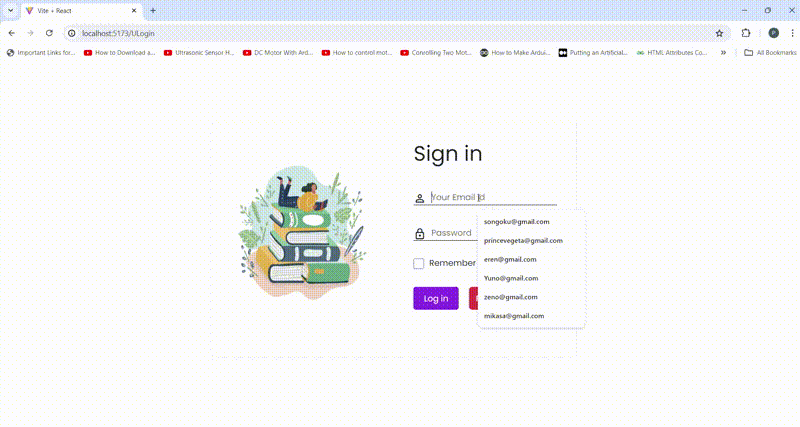 Vite + React
localhost:5173/ULogin
Important Links for...
How to Download a...
Ultrasonic Sensor H...
DC Motor With Ard...
How to control mot...
Conrolling Two Mot...
How to Make Ardui...
Putting an Artificial...
HTML Attributes Co...
All Bookmarks
Sign in
Your Email id
songoku@gmail.com
princevegeta@gmail.com
Password
eren@gmail.com
Remember
Yuno@gmail.com
Log in
zeno@gmail.com
mikasa@gmail.com